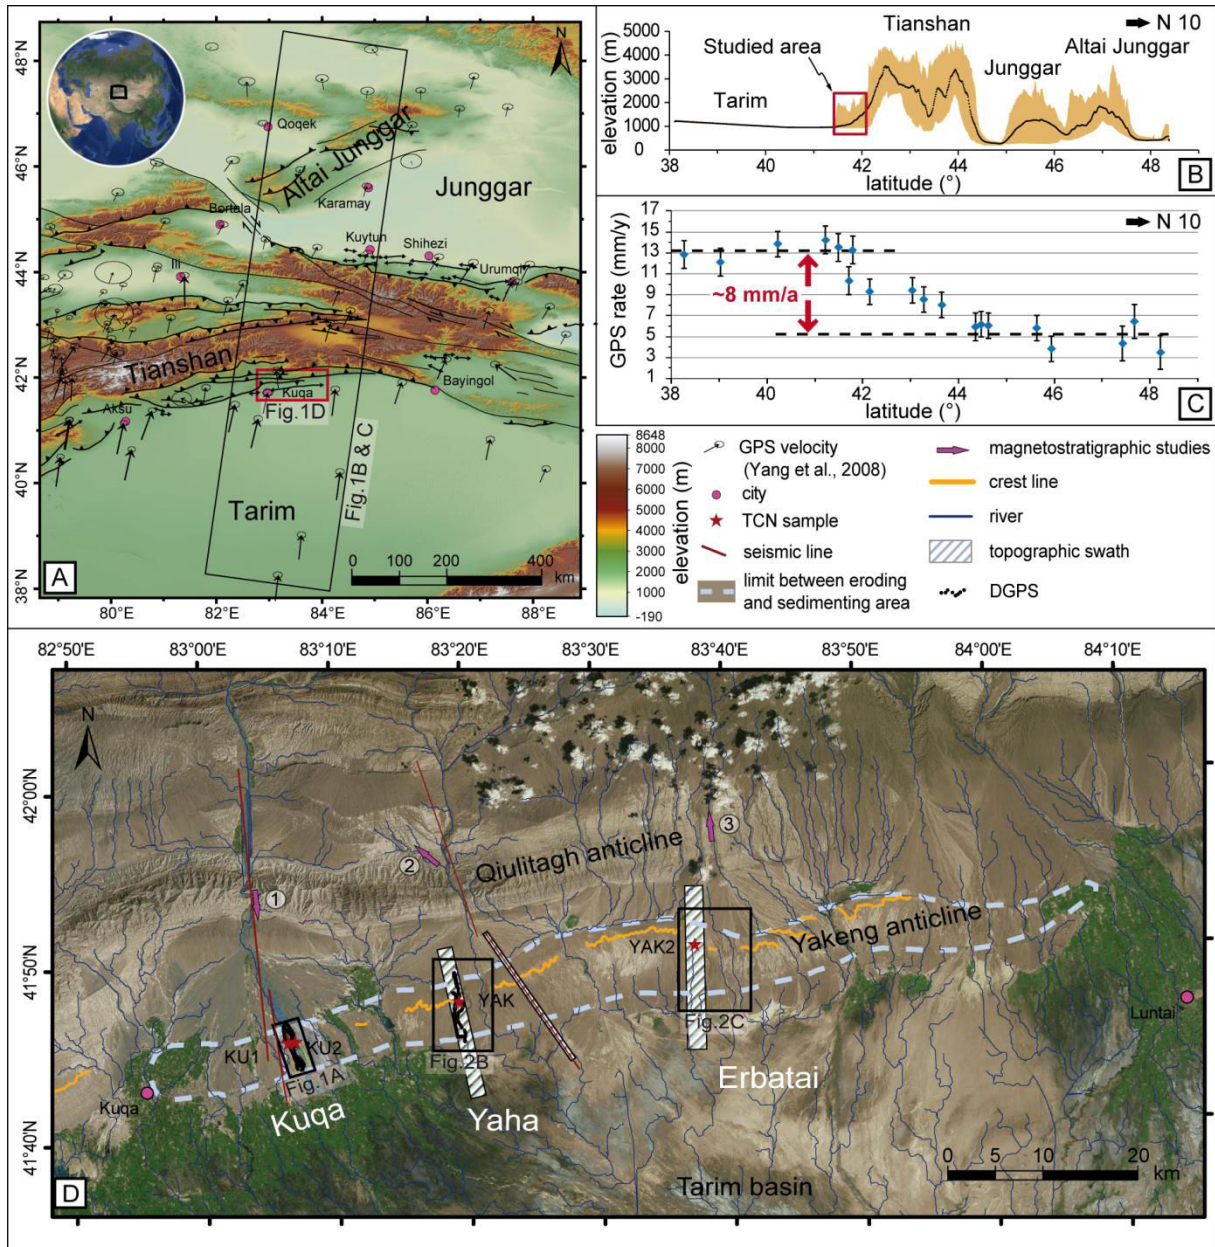 48°N
46°N
44°N
42°N
40°N
38°N
N
Qoqek
Altai Junggar
Junggar
Karamay
Bortala
Kuytun
Shihezi
Urumqi
Ili
Tianshan
Kuqa
Bayingol
Aksu
Fig.1D
Fig.1B & C
Tarim
0 100 200 400
km
A
80°E 82°E 84°E 86°E 88°E
Tianshan
N 10
Studied area
Altai Junggar
Junggar
Tarim
5000
4000
3000
2000
1000
0
elevation (m)
38 40 42 44 46 48
latitude (°)
B
17
15
13
11
9
7
5
3
1
GPS rate (mm/y)
N 10
~8 mm/a
38 40 42 44 46 48
latitude (°)
C
8648
8000
7000
6000
5000
4000
3000
2000
1000
-190
elevation (m)
GPS velocity
(Yang et al., 2008)
city
TCN sample
seismic line
limit between eroding
and sedimenting area
magnetostratigraphic studies
crest line
river
topographic swath
DGPS
82°50'E 83°00'E 83°10'E 83°20'E 83°30'E 83°40'E 83°50'E 84°00'E 84°10'E
N
42°00'N
41°50'N
41°40'N
1
2
3
Qiulitagh anticline
Yakeng anticline
YAK2
YAK
KU1
KU2
Fig.1A
Fig.2B
Fig.2C
Luntai
Kuqa
Kuqa
Yaha
Erbatai
Tarim basin
0 5 10 20
km
D